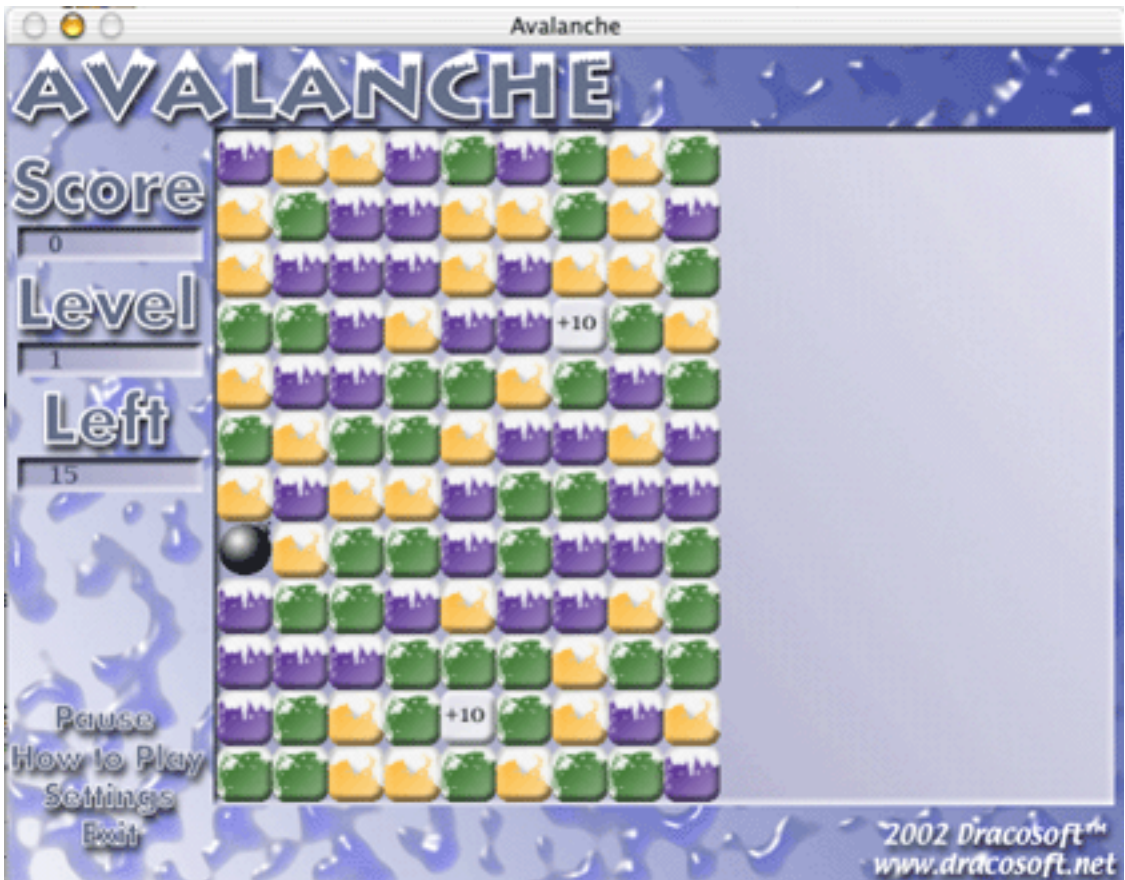 Avalanche
AVALANCHE
Score
0
Level
1
Left
15
+10
+10
Pause
How to Play
Settings
Exit
2002 Dracosoft™
www.dracosoft.net